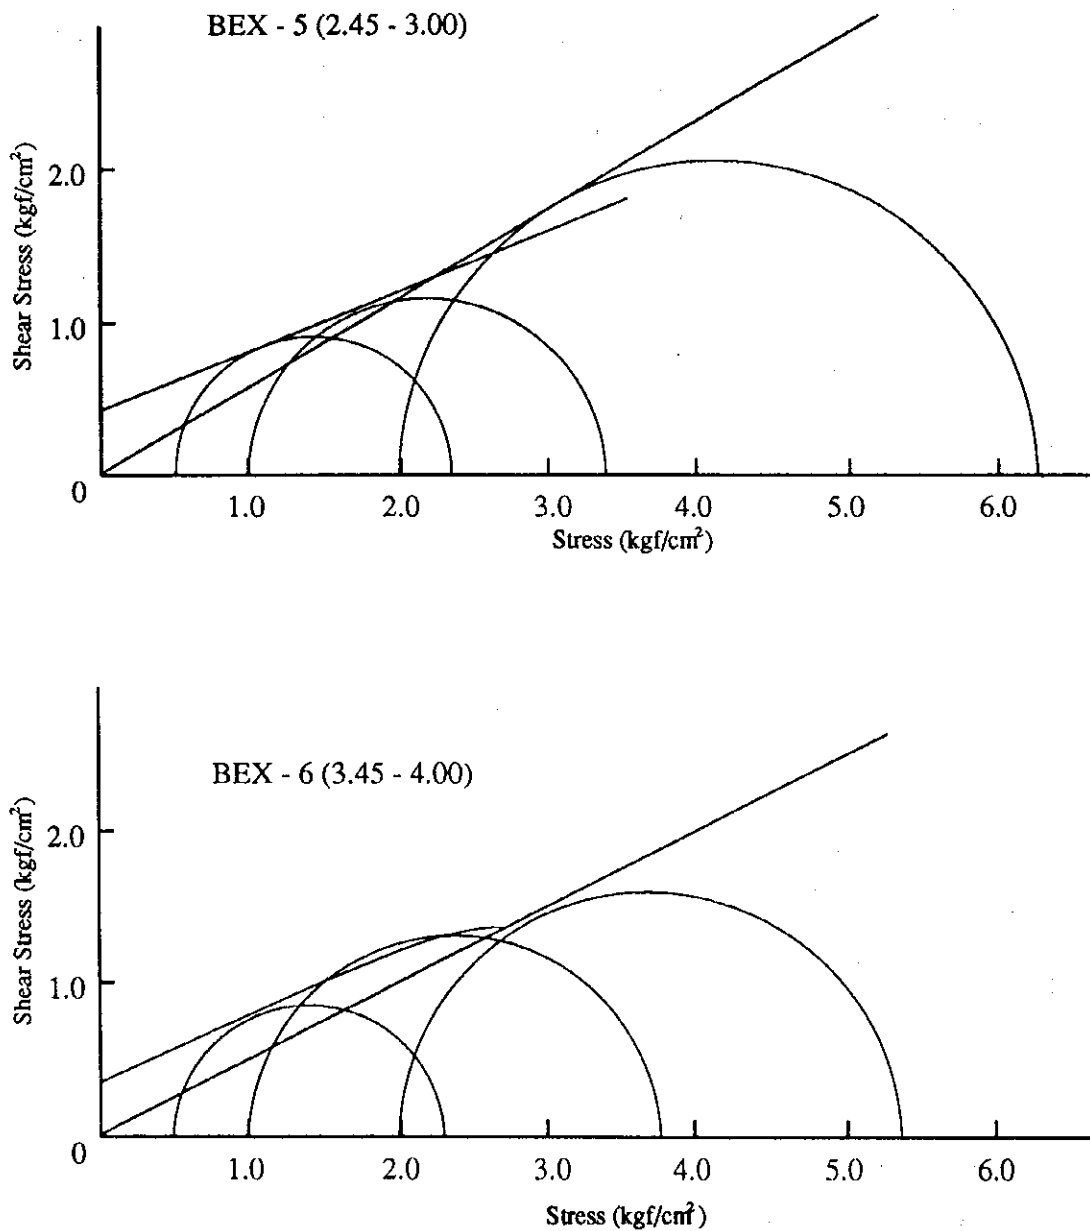 BEX - 5 (2.45 - 3.00)
Shear Stress (kgf/cm²)
2.0
1.0
0
1.0 2.0 3.0 4.0 5.0 6.0
Stress (kgf/cm²)
BEX - 6 (3.45 - 4.00)
Shear Stress (kgf/cm²)
2.0
1.0
0
1.0 2.0 3.0 4.0 5.0 6.0
Stress (kgf/cm²)